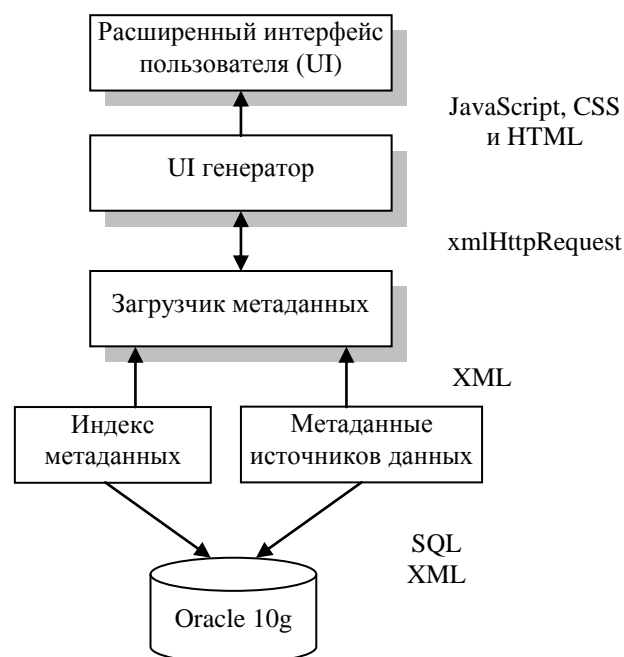 Расширенный интерфейс
пользователя (UI)
JavaScript, CSS
и HTML
UI генератор
xmlHttpRequest
Загрузчик метаданных
XML
Индекс
метаданных
Метаданные
источников данных
SQL
XML
Oracle 10g